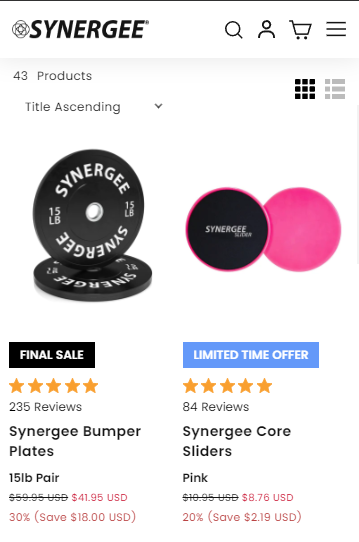 SYNERGEE®
43 Products
Title Ascending
SYNERGEE
15 LB
15 LB
SYNERGEE
SYNERGEE
SLIDER
FINAL SALE
LIMITED TIME OFFER
235 Reviews
84 Reviews
Synergee Bumper Plates
Synergee Core Sliders
15lb Pair
Pink
$59.95 USD $41.95 USD
$10.95 USD $8.76 USD
30% (Save $18.00 USD)
20% (Save $2.19 USD)